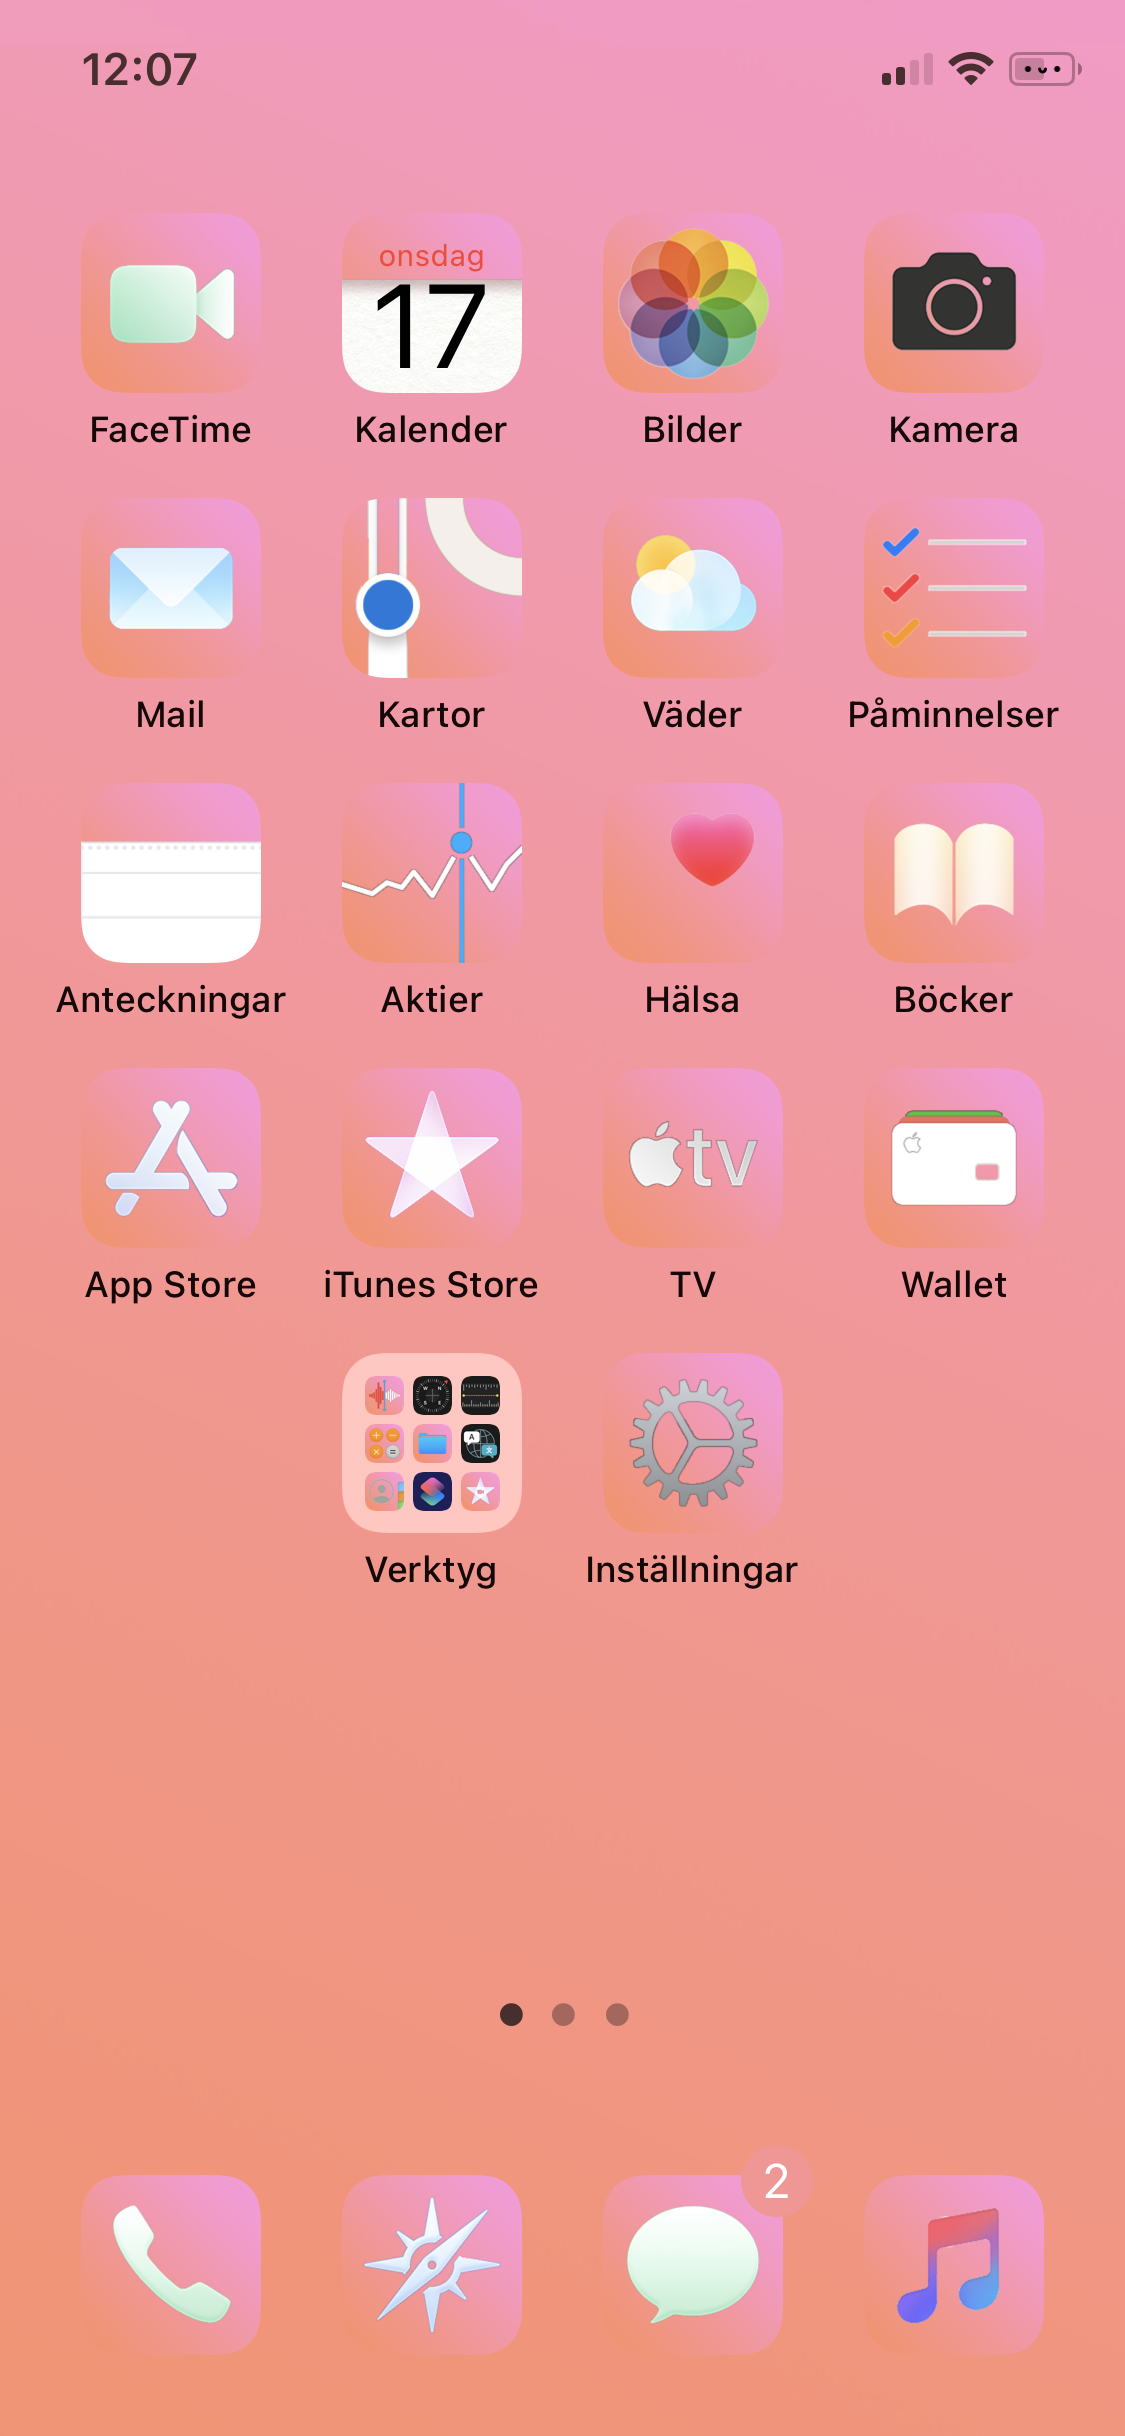 12:07
onsdag
17
FaceTime
Kalender
Bilder
Kamera
Mail
Kartor
Väder
Påminnelser
Anteckningar
Aktier
Hälsa
Böcker
tv
App Store
iTunes Store
TV
Wallet
Verktyg
Inställningar
2